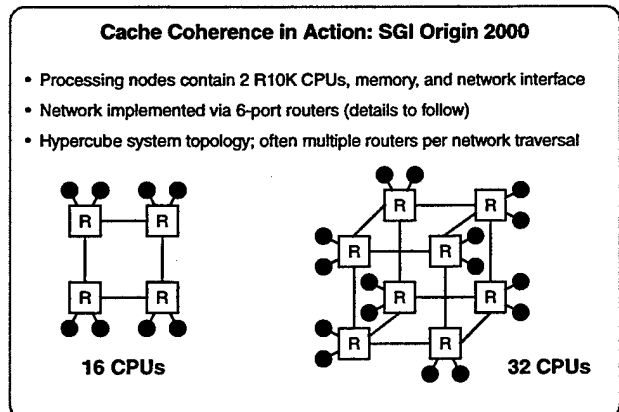 Cache Coherence in Action: SGI Origin 2000
• Processing nodes contain 2 R10K CPUs, memory, and network interface
• Network implemented via 6-port routers (details to follow)
• Hypercube system topology; often multiple routers per network traversal
R R
R R
16 CPUs
R R
R R
R R
R R
32 CPUs